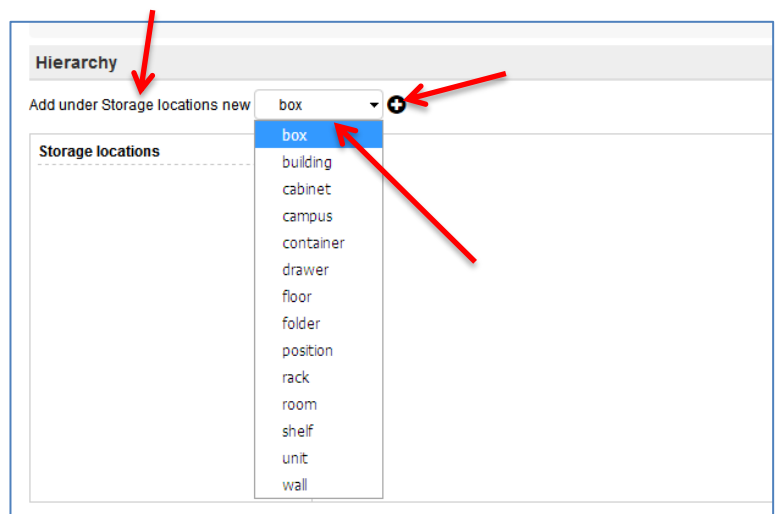 Hierarchy
Add under Storage locations new box
Storage locations
box
building
cabinet
campus
container
drawer
floor
folder
position
rack
room
shelf
unit
wall